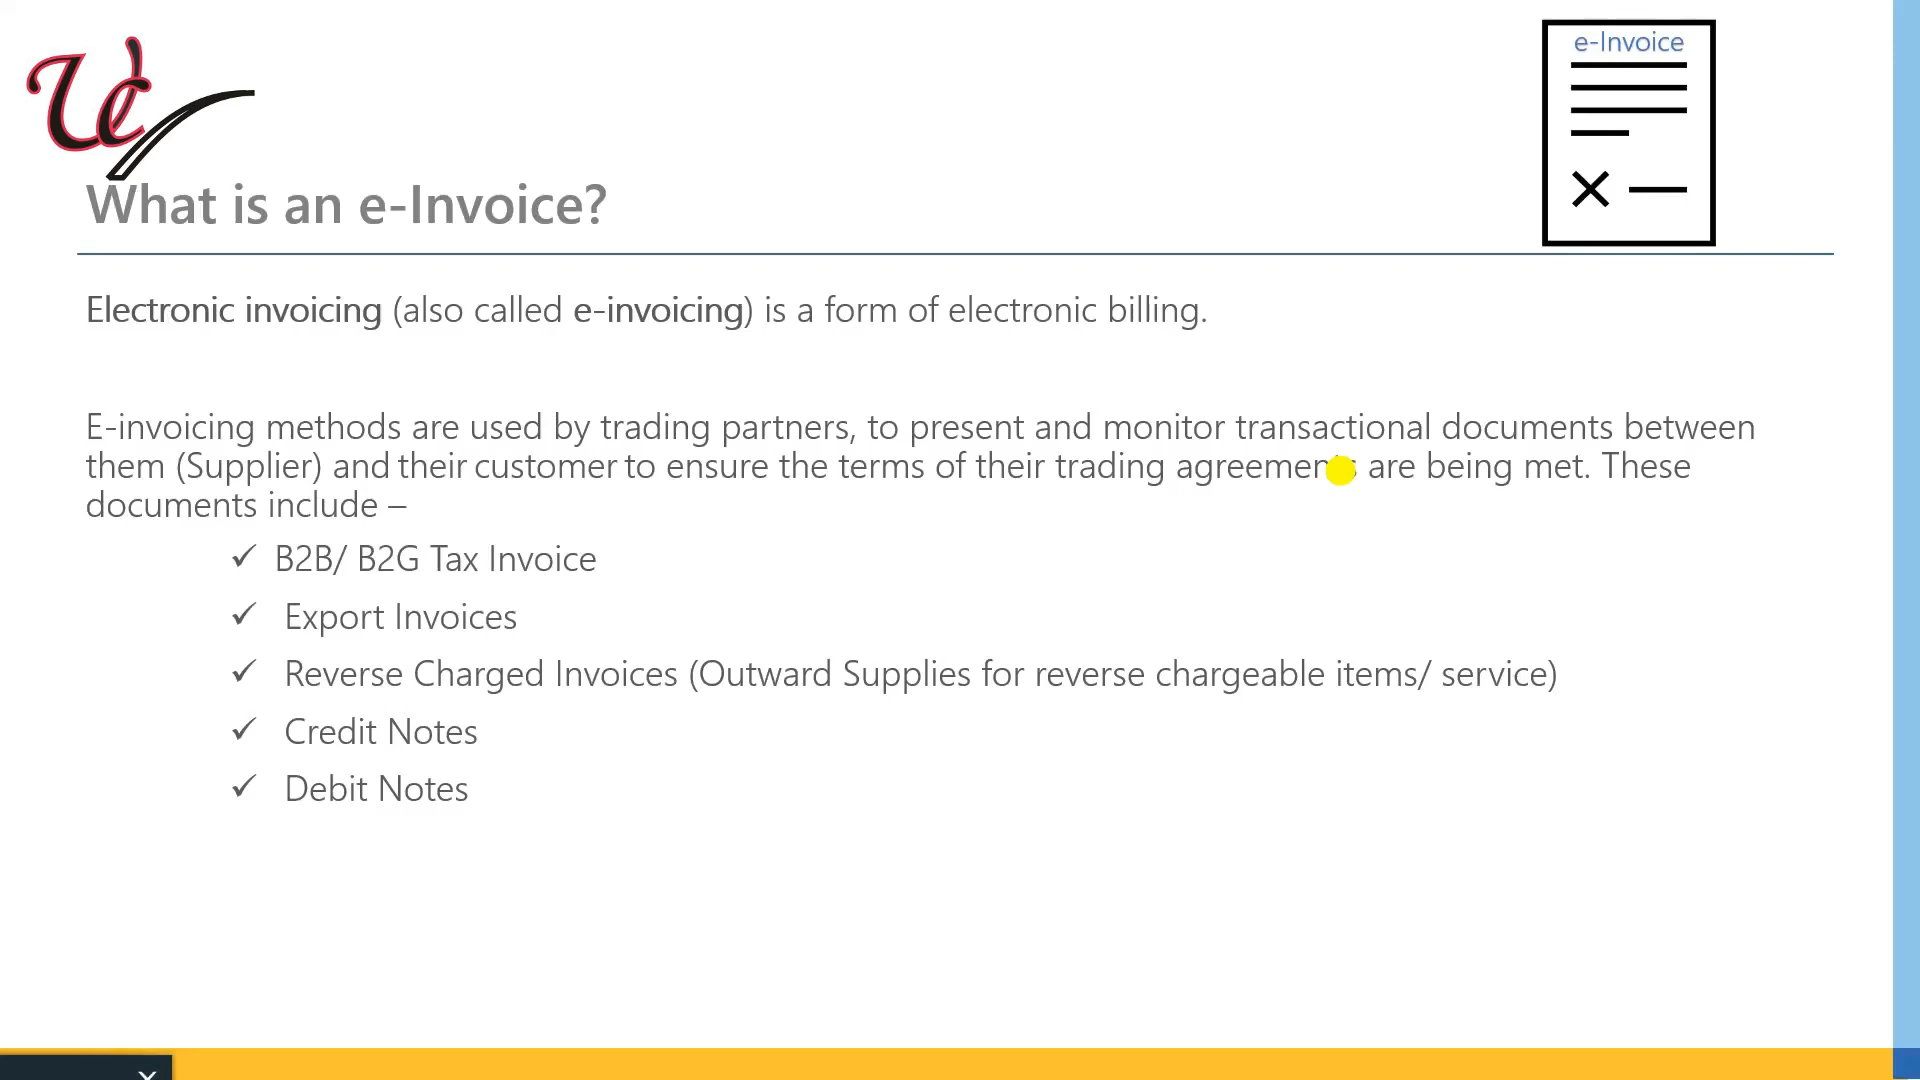 e-Invoice
What is an e-Invoice?
Electronic invoicing (also called e-invoicing) is a form of electronic billing.
E-invoicing methods are used by trading partners, to present and monitor transactional documents between
them (Supplier) and their customer to ensure the terms of their trading agreements are being met. These
documents include –
✓ B2B/ B2G Tax Invoice
✓ Export Invoices
✓ Reverse Charged Invoices (Outward Supplies for reverse chargeable items/ service)
✓ Credit Notes
✓ Debit Notes